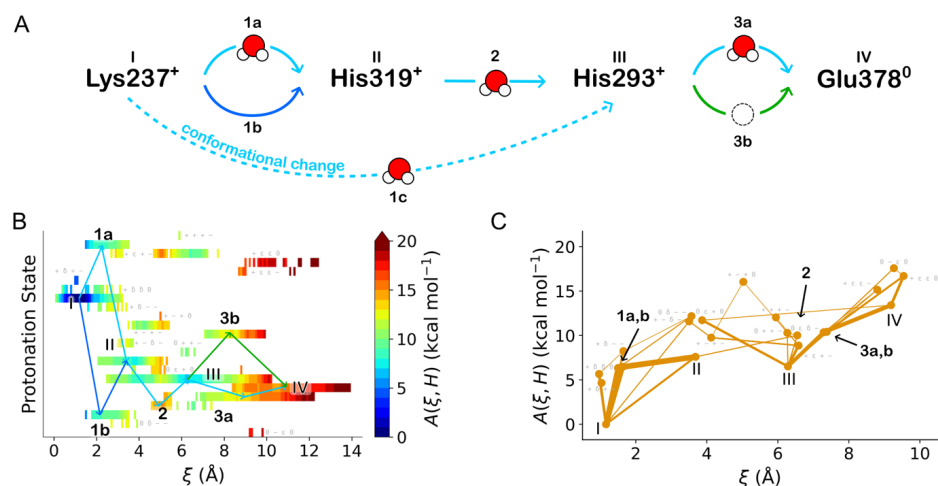 A
1a
3a
I
II
2
III
IV
Lys237+
His319+
His293+
Glu378⁰
1b
3b
conformational change
1c
B
C
1a
I
II
III
3b
IV
1b
2
3a
Protonation State
0 2 4 6 8 10 12 14
ξ (Å)
20
15
10
5
0
A(ξ, H) (kcal mol⁻¹)
20
15
10
5
0
A(ξ, H) (kcal mol⁻¹)
1a,b
2
I
II
III
IV
3a,b
2 4 6 8 10
ξ (Å)